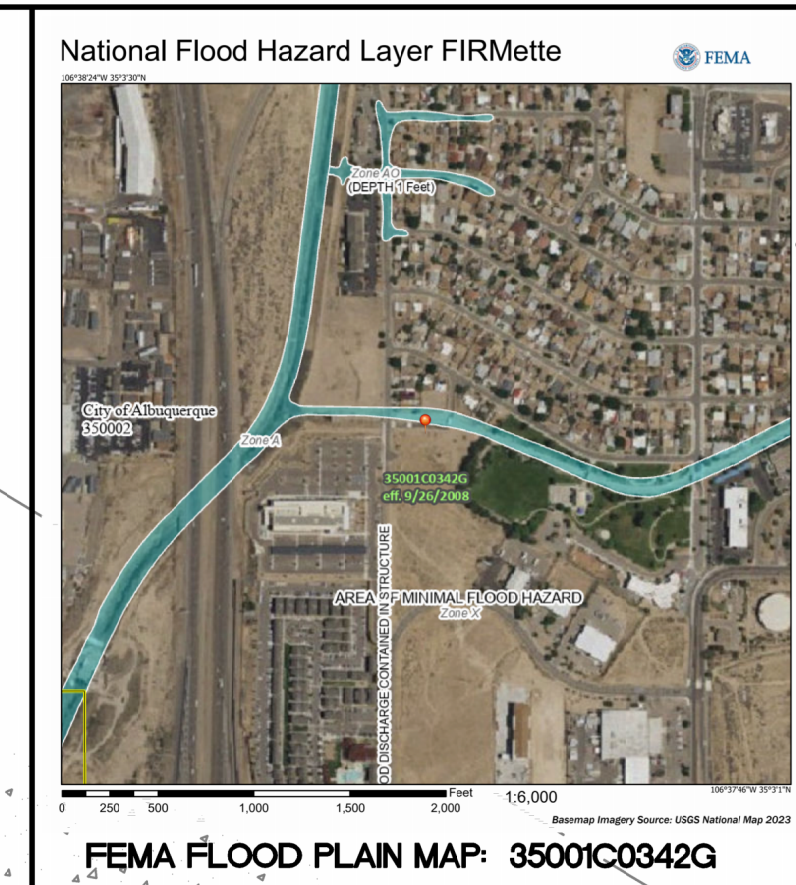 National Flood Hazard Layer FIRMette
FEMA
106°38'24"W 35°3'30"N
Zone AO
(DEPTH 1 Feet)
City of Albuquerque
350002
Zone A
35001C0342G
eff. 9/26/2008
OD DISCHARGE CONTAINED IN STRUCTURE
AREA OF MINIMAL FLOOD HAZARD
Zone X
Feet
0 250 500 1,000 1,500 2,000
1:6,000
106°37'46"W 35°3'1"N
Basemap Imagery Source: USGS National Map 2023
FEMA FLOOD PLAIN MAP: 35001C0342G